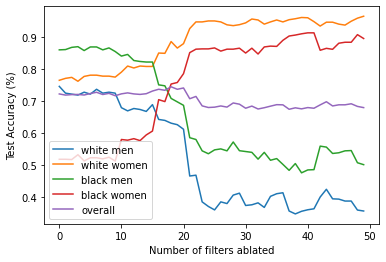 0.9
0.8
0.7
0.6
0.5
0.4
Test Accuracy (%)
white men
white women
black men
black women
overall
0 10 20 30 40 50
Number of filters ablated